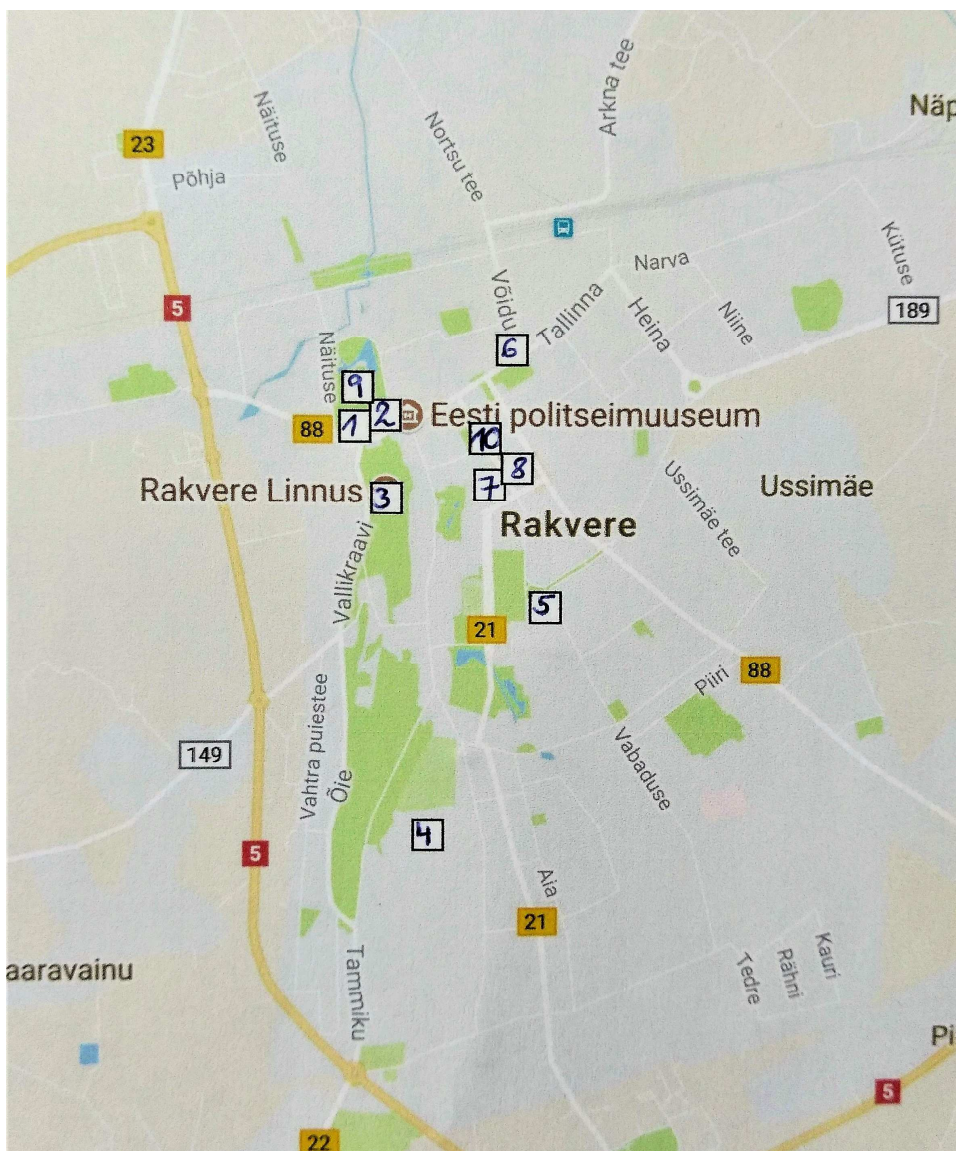 Näp
Arkna tee
Näituse
Nortsu tee
23
Põhja
Kütuse
Narva
Võidu
Tallinna
5
Heina
Niine
189
6
Näituse
9
2
Eesti politseimuuseum
88
1
10
8
7
Rakvere Linnus
3
Ussimäe tee
Ussimäe
Rakvere
Vallikraavi
5
21
88
Piiri
149
Vahtra puiestee
Õie
Vabaduse
4
5
Aia
21
aaravainu
Tammiku
Tedre
Rähni
Kauri
Pi
5
22